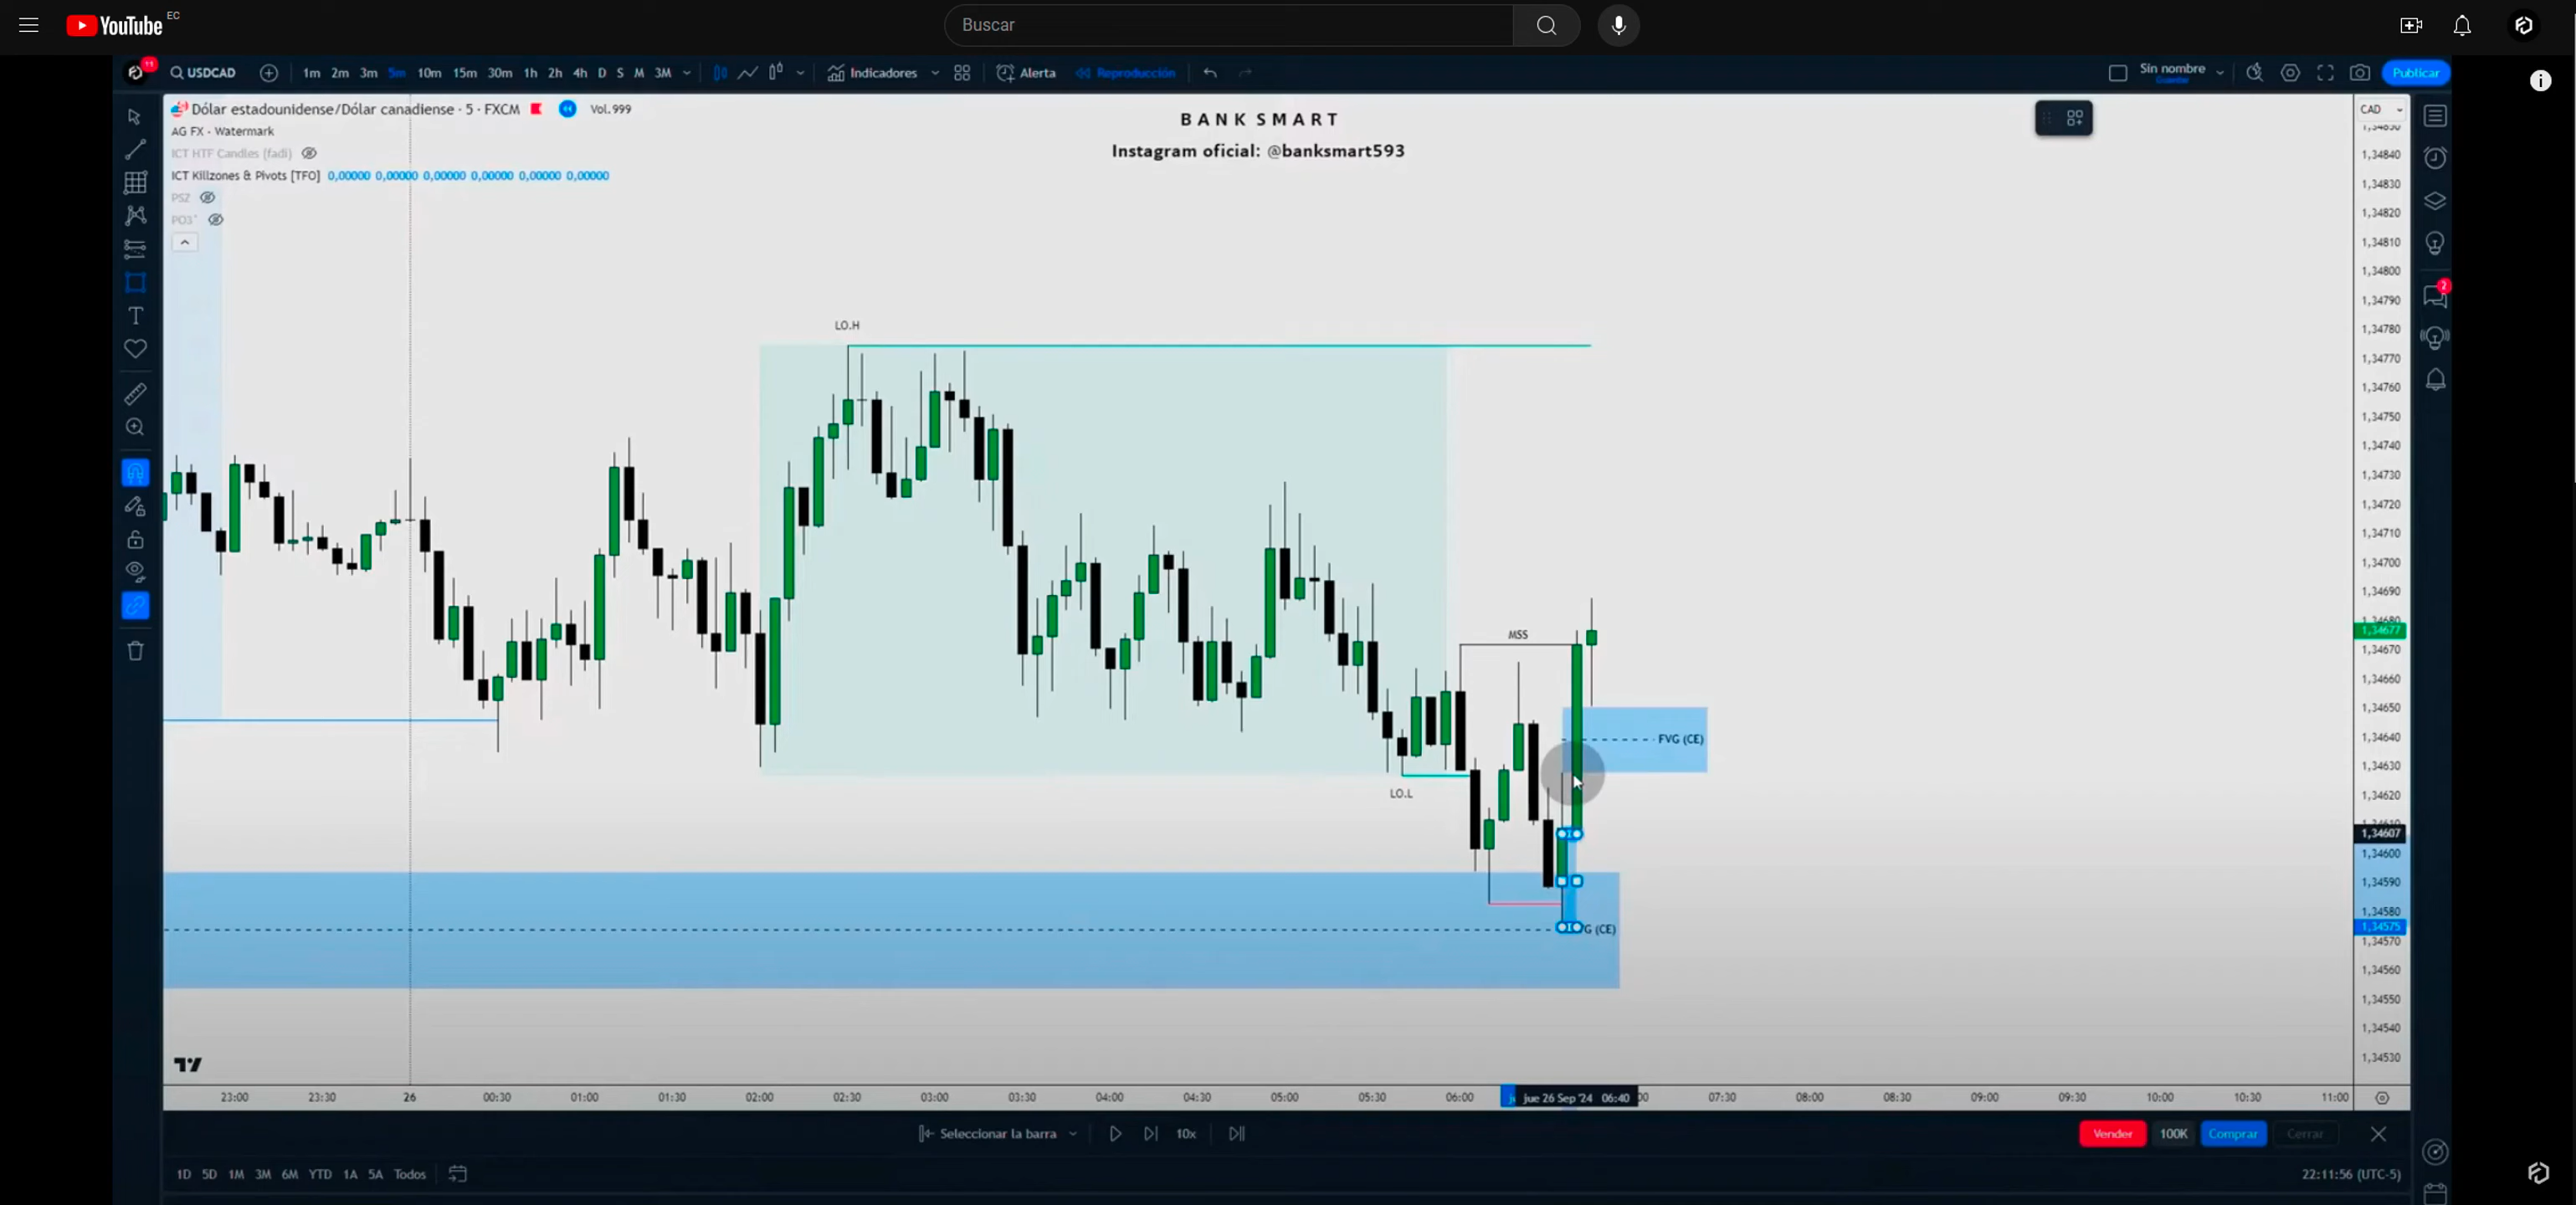 YouTube EC
Buscar
11
USDCAD 1m 2m 3m 5m 10m 15m 30m 1h 2h 4h D S M 3M Indicadores Alerta Reproducción Sin nombre Publicar
Guardar
Dólar estadounidense/Dólar canadiense · 5 · FXCM Vol.999
AG FX - Watermark
ICT HTF Candles (fadi)
ICT Killzones & Pivots [TFO] 0,00000 0,00000 0,00000 0,00000 0,00000 0,00000
PSZ
BANK SMART
Instagram oficial: @banksmart593
CAD
1,34850
1,34840
1,34830
1,34820
1,34810
1,34800
1,34790
2
1,34780
1,34770
1,34760
1,34750
1,34740
1,34730
1,34720
1,34710
1,34700
1,34690
1,34680
1,34677
1,34670
1,34660
1,34650
1,34640
1,34630
1,34620
1,34610
1,34607
1,34600
1,34590
1,34580
1,34575
1,34570
1,34560
1,34550
1,34540
1,34530
LO.H
MSS
FVG (CE)
LO.L
G (CE)
23:00 23:30 26 00:30 01:00 01:30 02:00 02:30 03:00 03:30 04:00 04:30 05:00 05:30 06:00 jue 26 Sep '24 06:40 07:30 08:00 08:30 09:00 09:30 10:00 10:30 11:00
Seleccionar la barra 10x Vender 100K Comprar Cerrar
1D 5D 1M 3M 6M YTD 1A 5A Todos 22:11:56 (UTC-5)